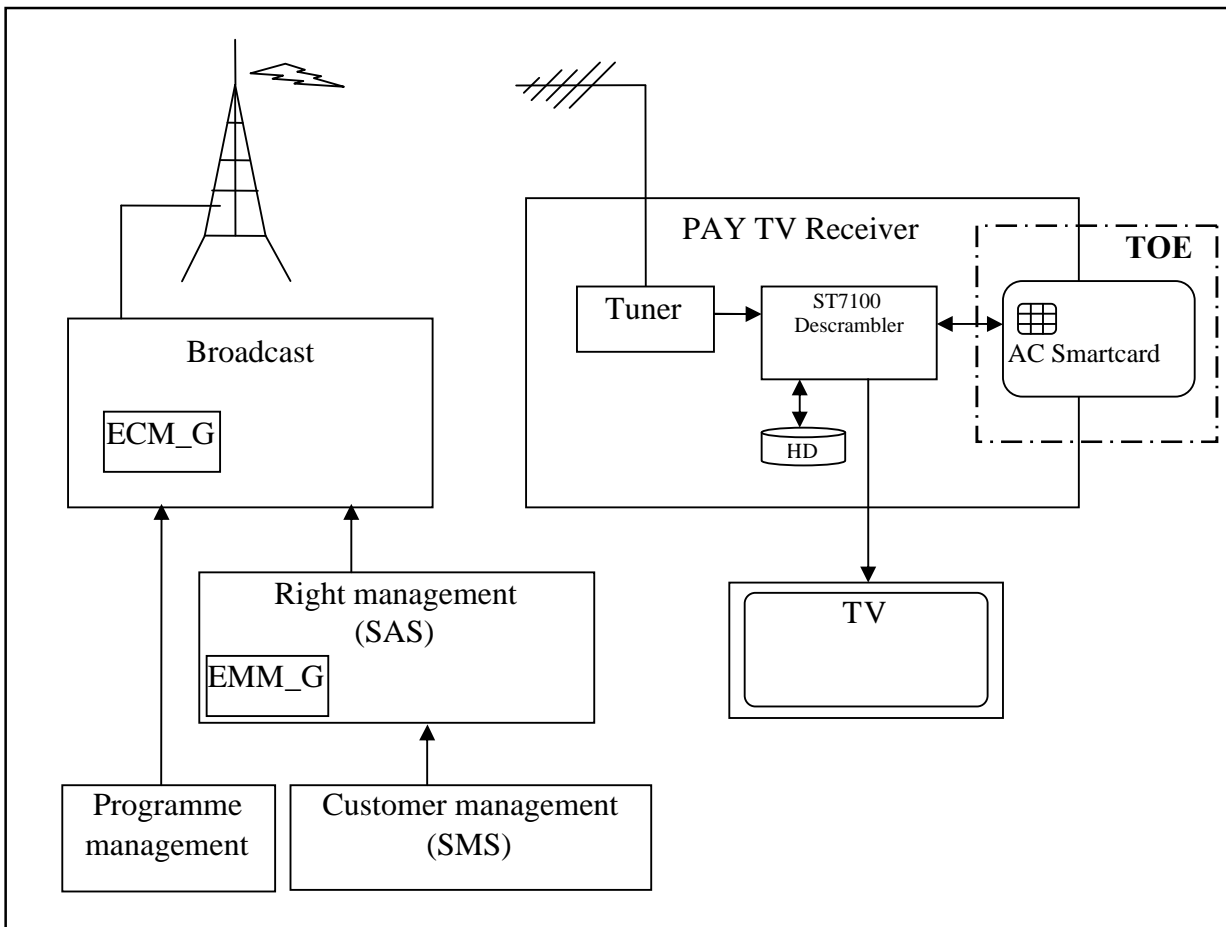 PAY TV Receiver
TOE
Tuner
ST7100
Descrambler
AC Smartcard
HD
Broadcast
ECM_G
Right management
(SAS)
EMM_G
TV
Programme
management
Customer management
(SMS)